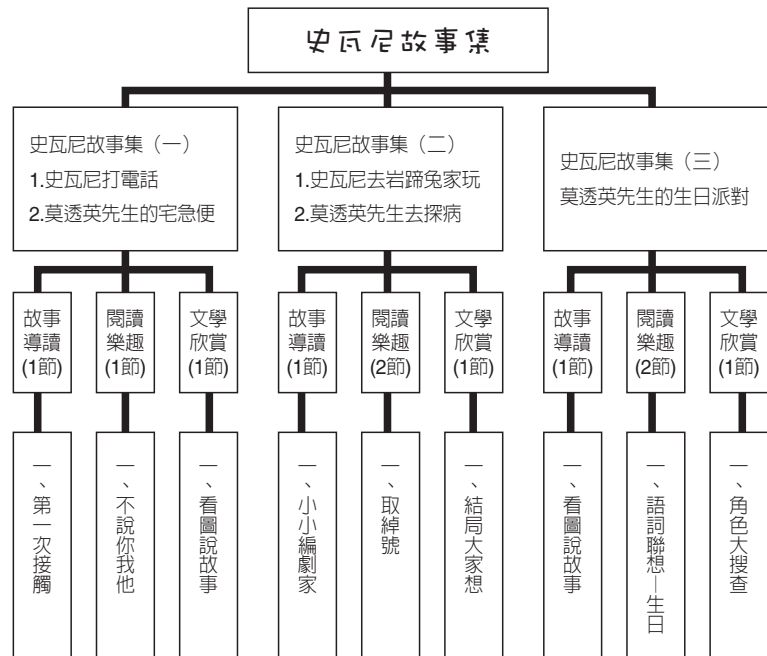 史瓦尼故事集
史瓦尼故事集（一）
1.史瓦尼打電話
2.莫透英先生的宅急便
史瓦尼故事集（二）
1.史瓦尼去岩蹄兔家玩
2.莫透英先生去探病
史瓦尼故事集（三）
莫透英先生的生日派對
故事
導讀
(1節)
閱讀
樂趣
(1節)
文學
欣賞
(1節)
故事
導讀
(1節)
閱讀
樂趣
(2節)
文學
欣賞
(1節)
故事
導讀
(1節)
閱讀
樂趣
(2節)
文學
欣賞
(1節)
一、第一次接觸
一、不說你我他
一、看圖說故事
一、小小編劇家
一、取綽號
一、結局大家想
一、看圖說故事
一、語詞聯想—生日
一、角色大搜查